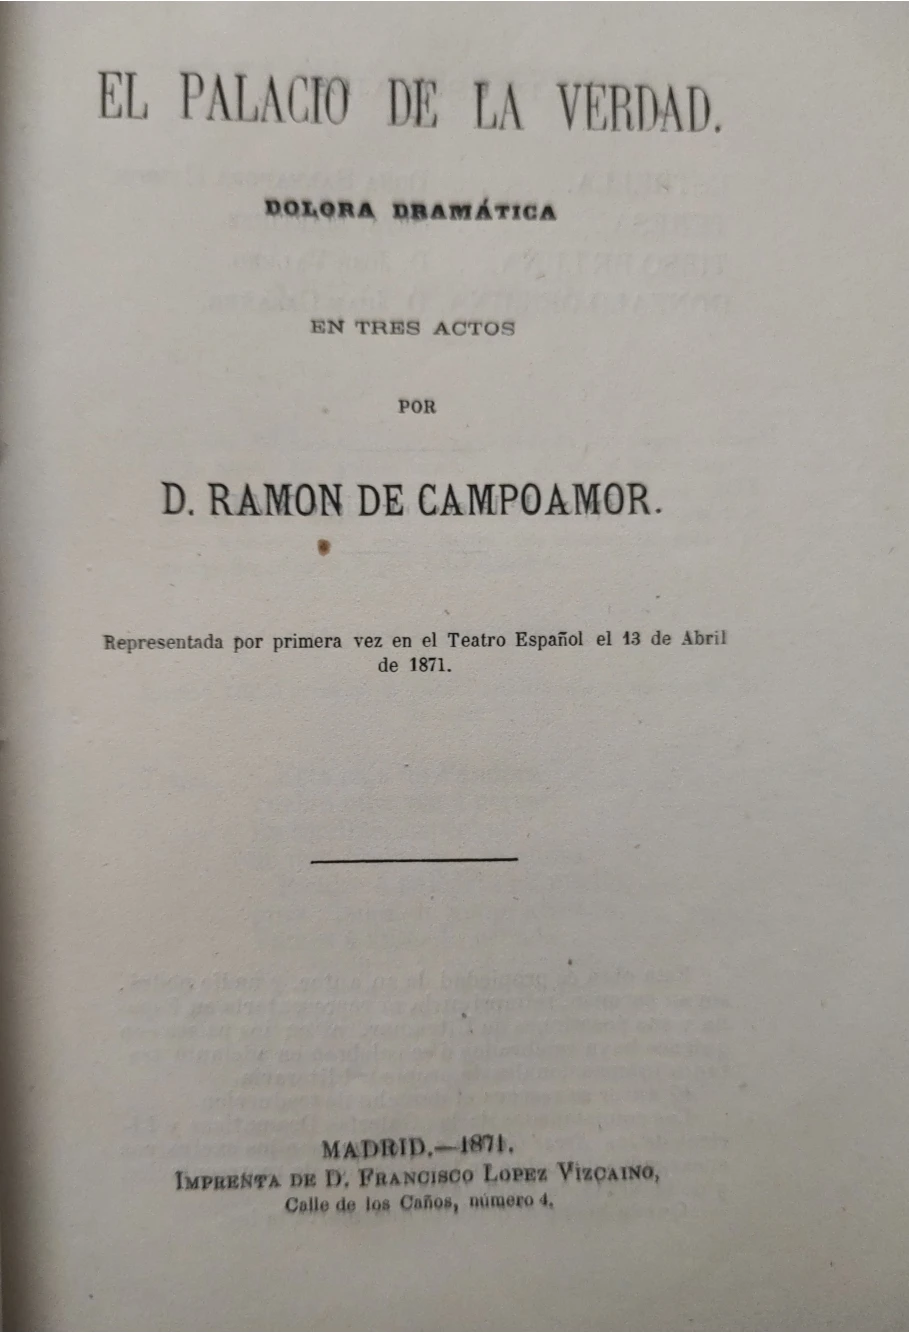 EL PALACIO DE LA VERDAD.
DOLORA DRAMÁTICA
EN TRES ACTOS
POR
D. RAMON DE CAMPOAMOR.
Representada por primera vez en el Teatro Español el 13 de Abril
de 1871.
MADRID.—1871.
IMPRENTA DE D. FRANCISCO LOPEZ VIZCAINO,
Calle de los Caños, número 4.